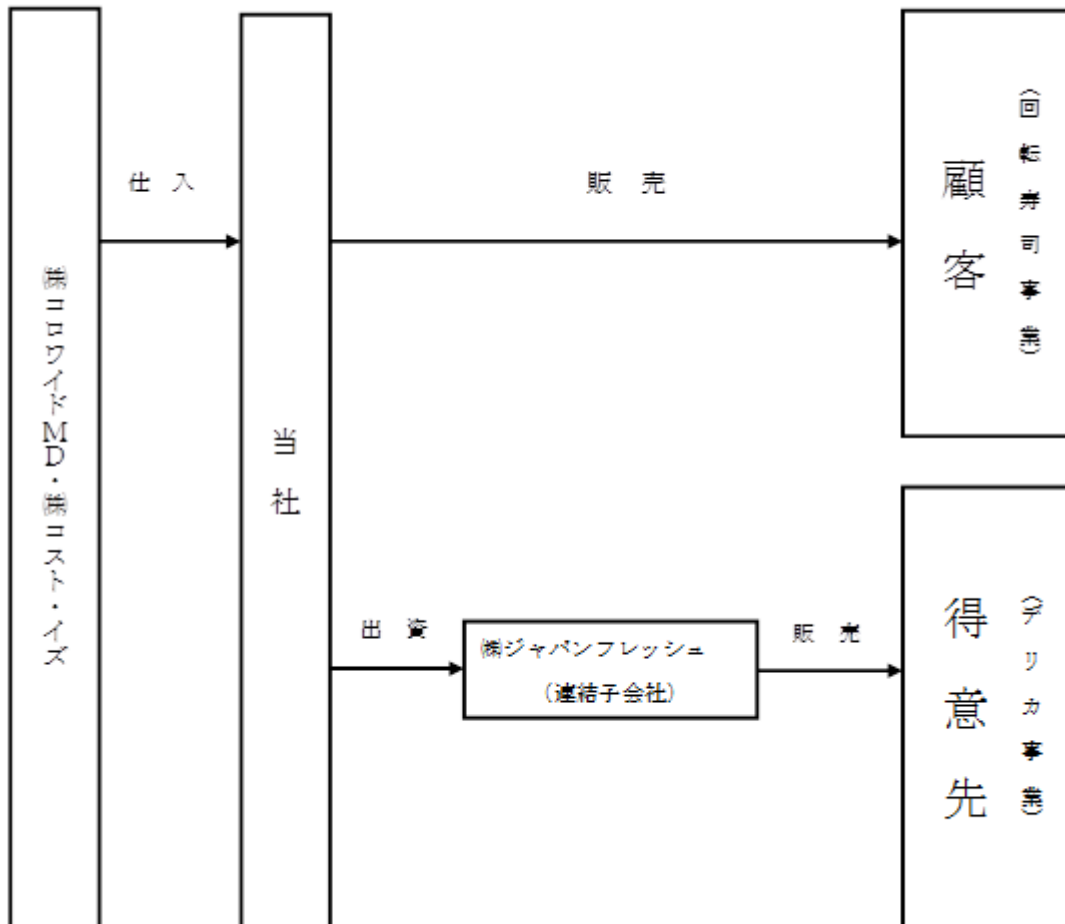 ㈱コロワイドMD・㈱コスト・イズ
仕 入
当社
販 売
顧客
（回転寿司事業）
出 資
㈱ジャパンフレッシュ
（連結子会社）
販 売
得意先
（デリカ事業）